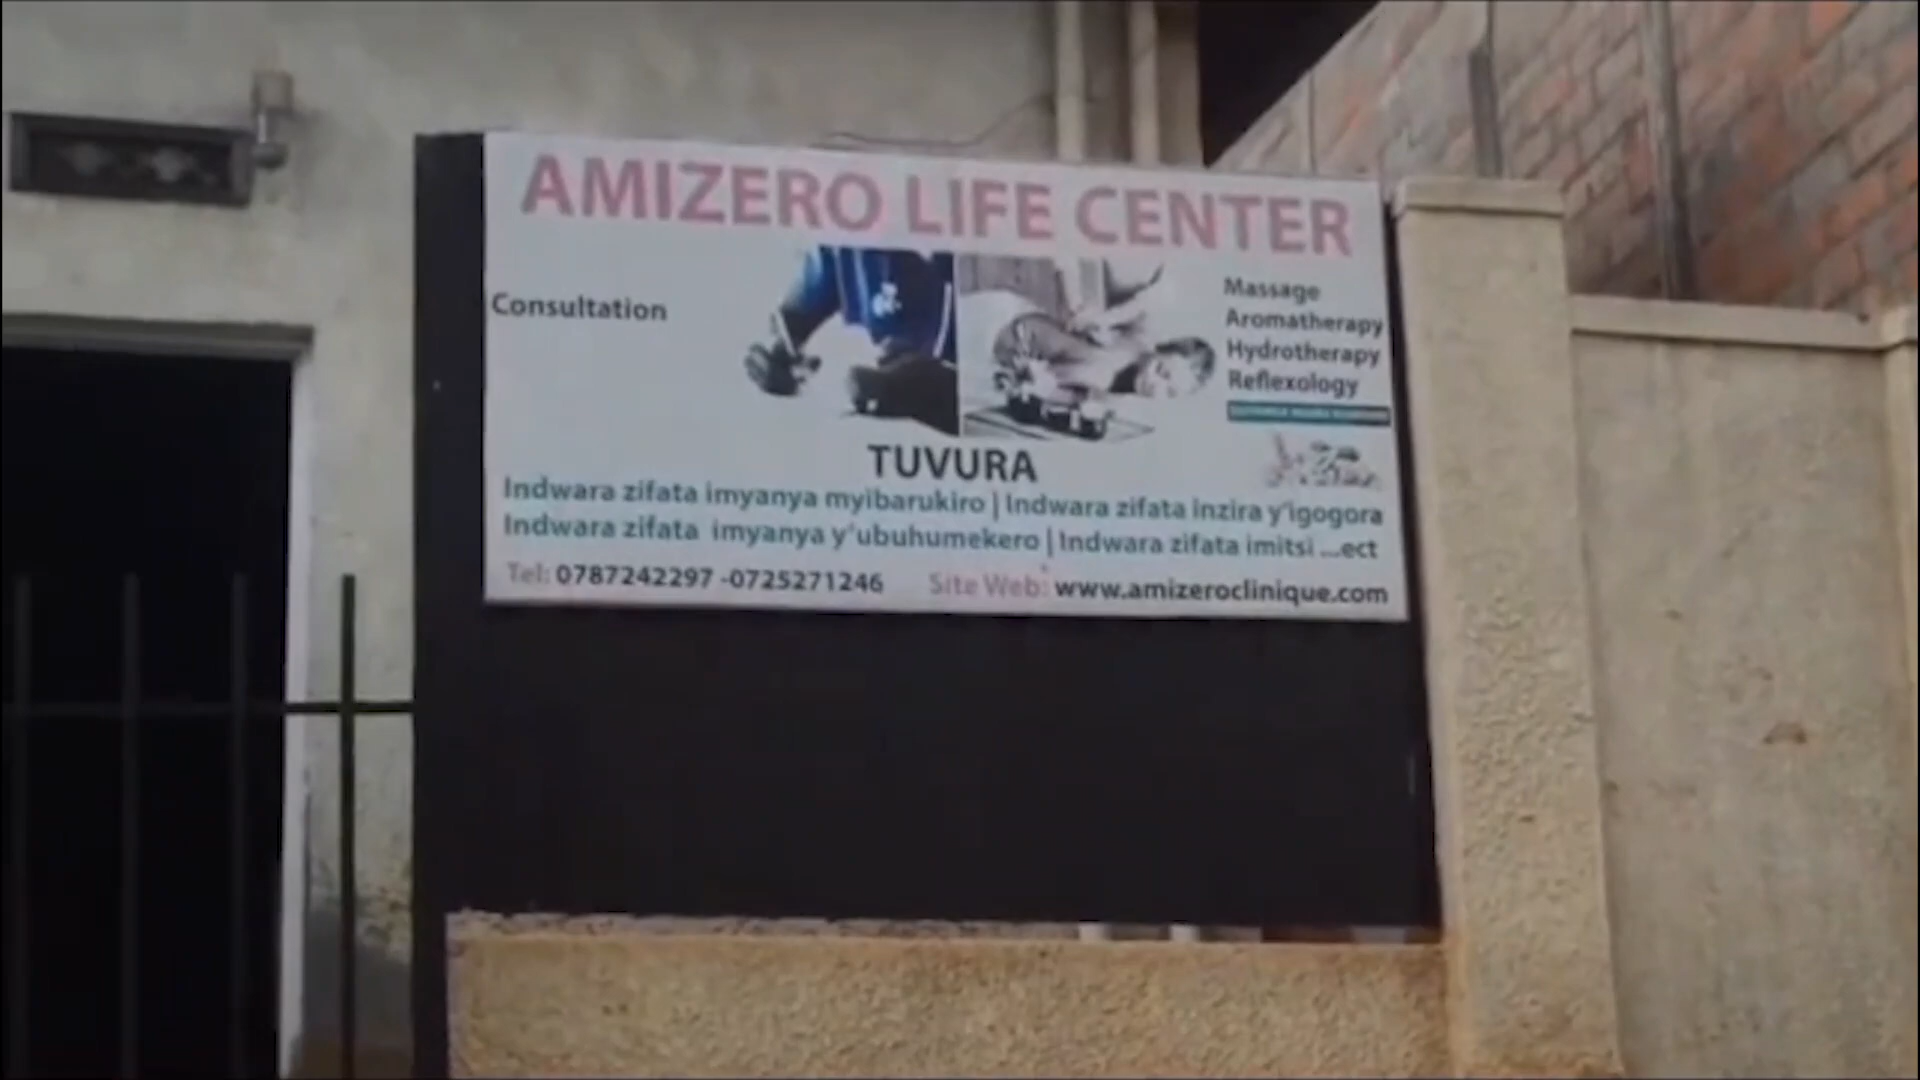 AMIZERO LIFE CENTER
Consultation
Massage
Aromatherapy
Hydrotherapy
Reflexology
TUVURA
Indwara zifata imyanya myibarukiro | Indwara zifata inzira y'igogora
Indwara zifata imyanya y'ubuhumekero | Indwara zifata imitsi ...ect
Tel: 0787242297 -0725271246 Site Web: www.amizeroclinique.com